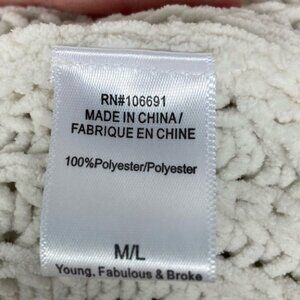 RN#106691
MADE IN CHINA/
FABRIQUE EN CHINE
100%Polyester/Polyester
M/L
Young, Fabulous & Broke